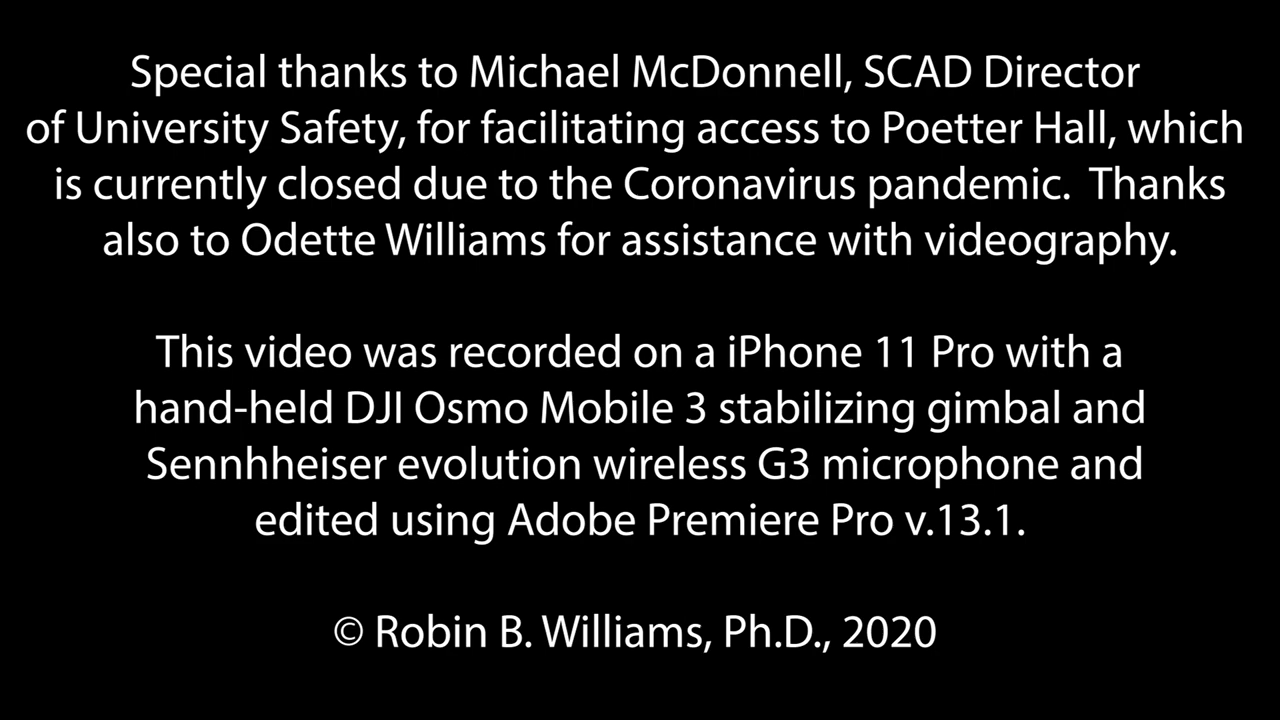 Special thanks to Michael McDonnell, SCAD Director
of University Safety, for facilitating access to Poetter Hall, which
is currently closed due to the Coronavirus pandemic.  Thanks
also to Odette Williams for assistance with videography.
This video was recorded on a iPhone 11 Pro with a
hand-held DJI Osmo Mobile 3 stabilizing gimbal and
Sennhheiser evolution wireless G3 microphone and
edited using Adobe Premiere Pro v.13.1.
© Robin B. Williams, Ph.D., 2020